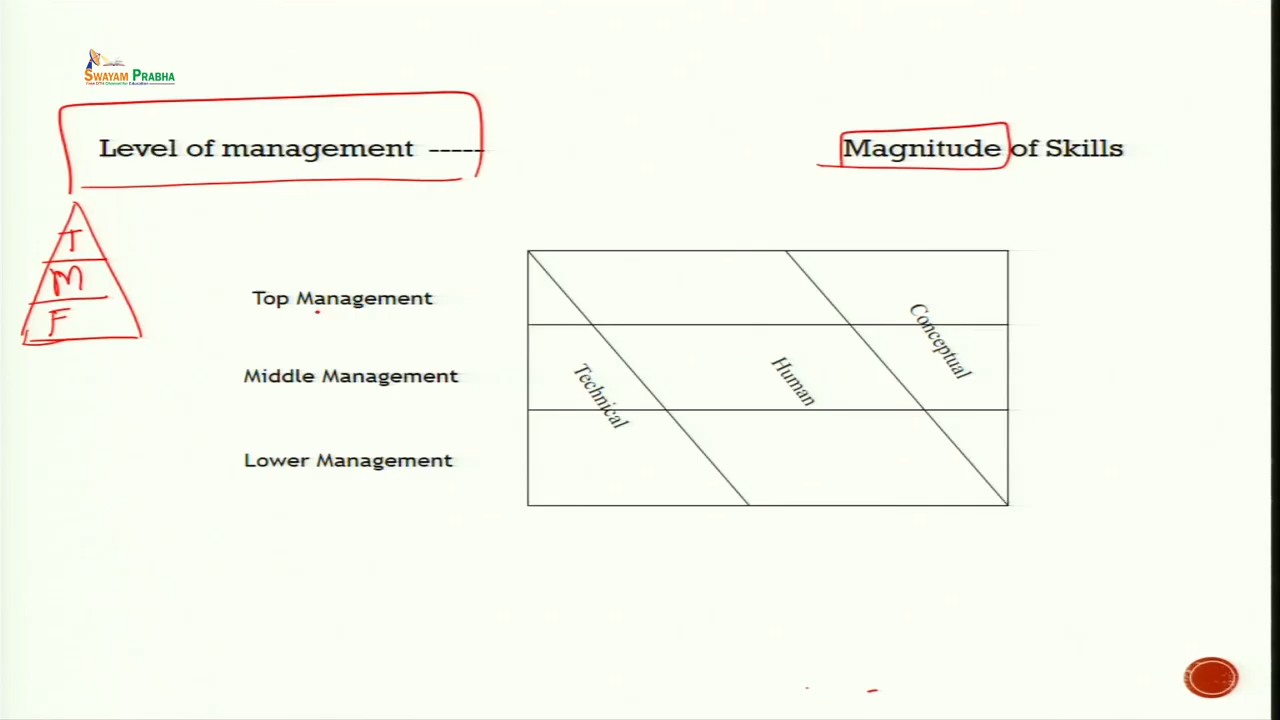 SWAYAM PRABHA
Level of management -----
Magnitude of Skills
T
M
F
Top Management
Middle Management
Lower Management
Technical
Human
Conceptual